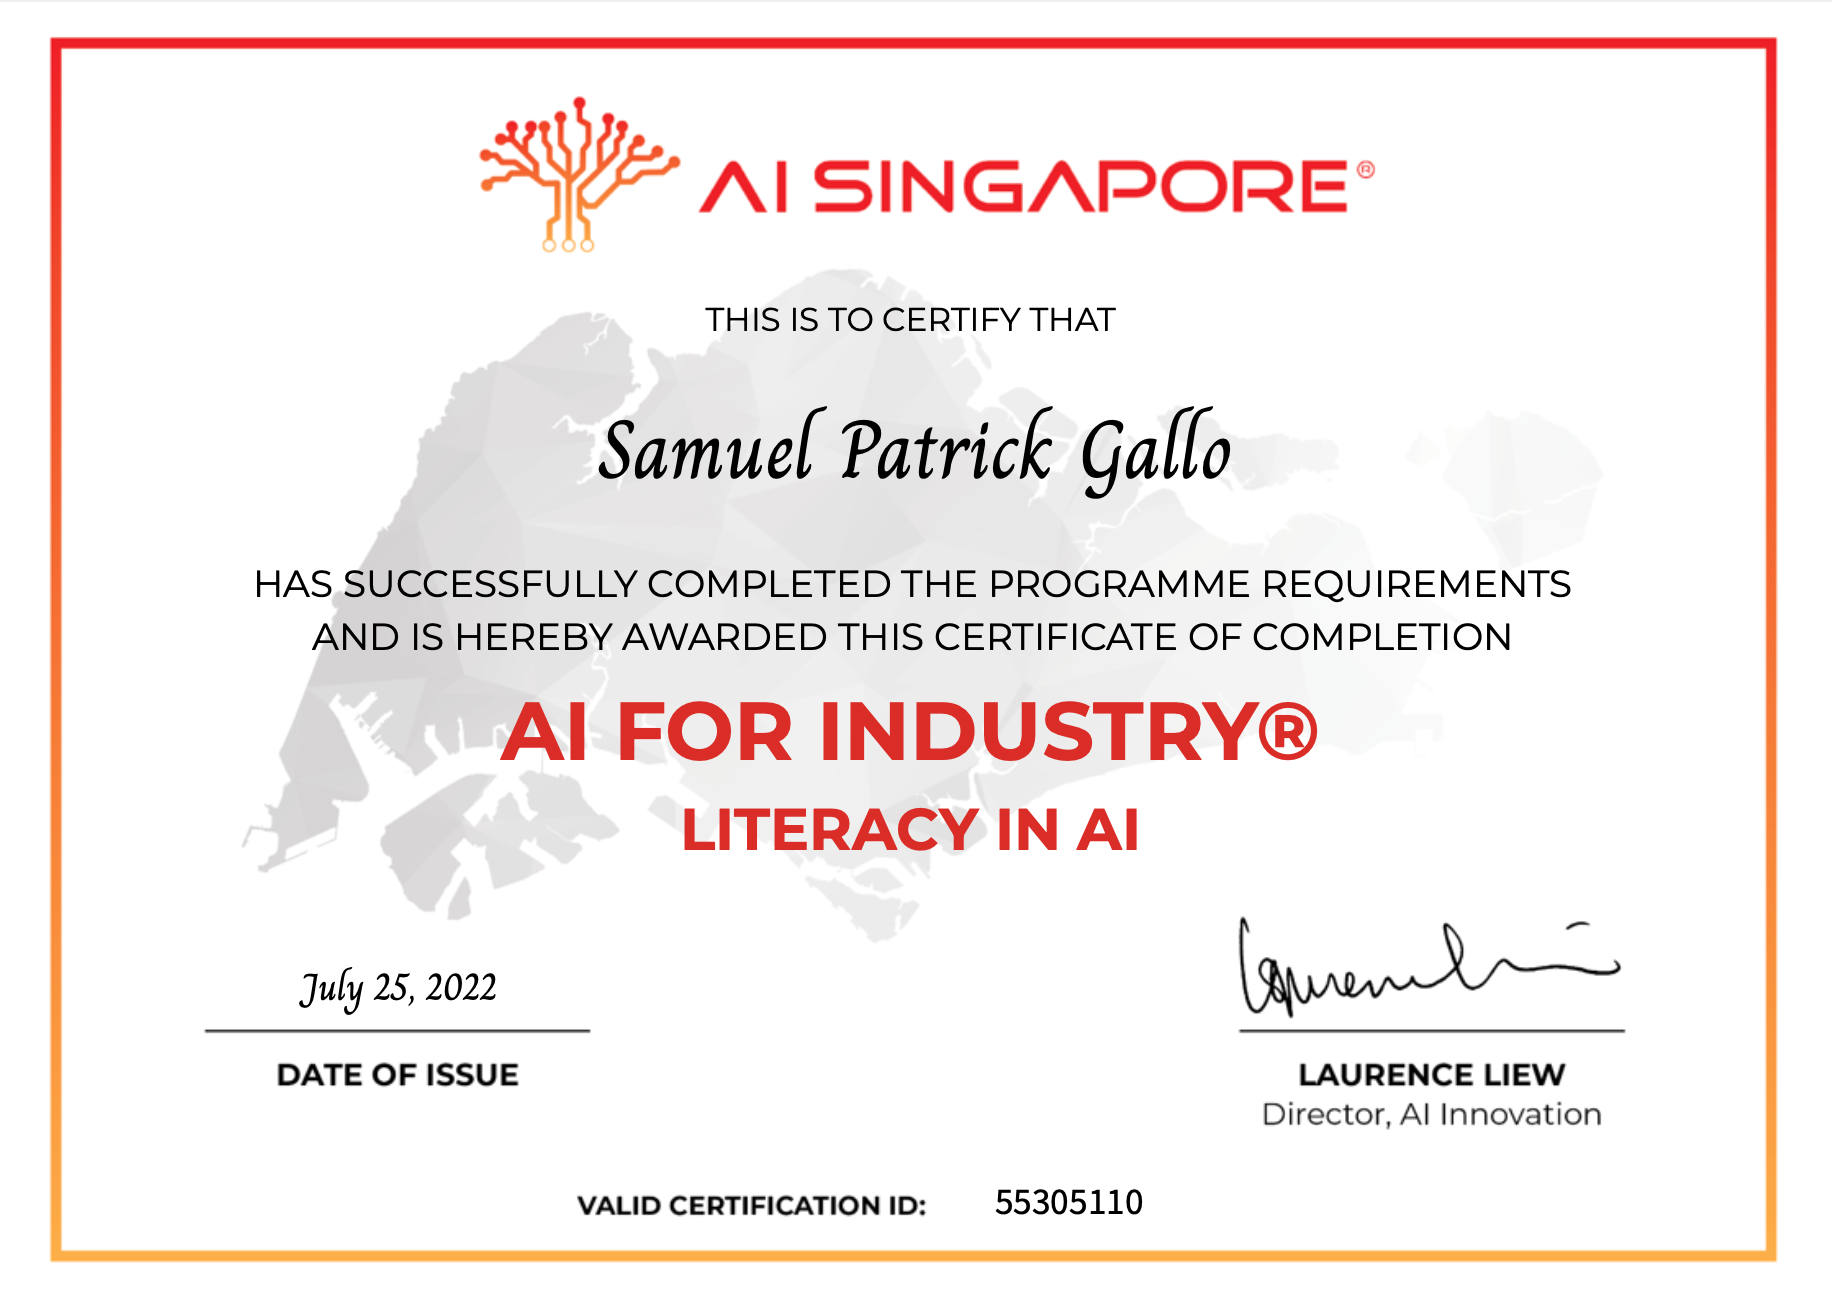 AI SINGAPORE®
THIS IS TO CERTIFY THAT
Samuel Patrick Gallo
HAS SUCCESSFULLY COMPLETED THE PROGRAMME REQUIREMENTS
AND IS HEREBY AWARDED THIS CERTIFICATE OF COMPLETION
AI FOR INDUSTRY®
LITERACY IN AI
July 25, 2022
DATE OF ISSUE
Laurence Liew
LAURENCE LIEW
Director, AI Innovation
VALID CERTIFICATION ID: 55305110